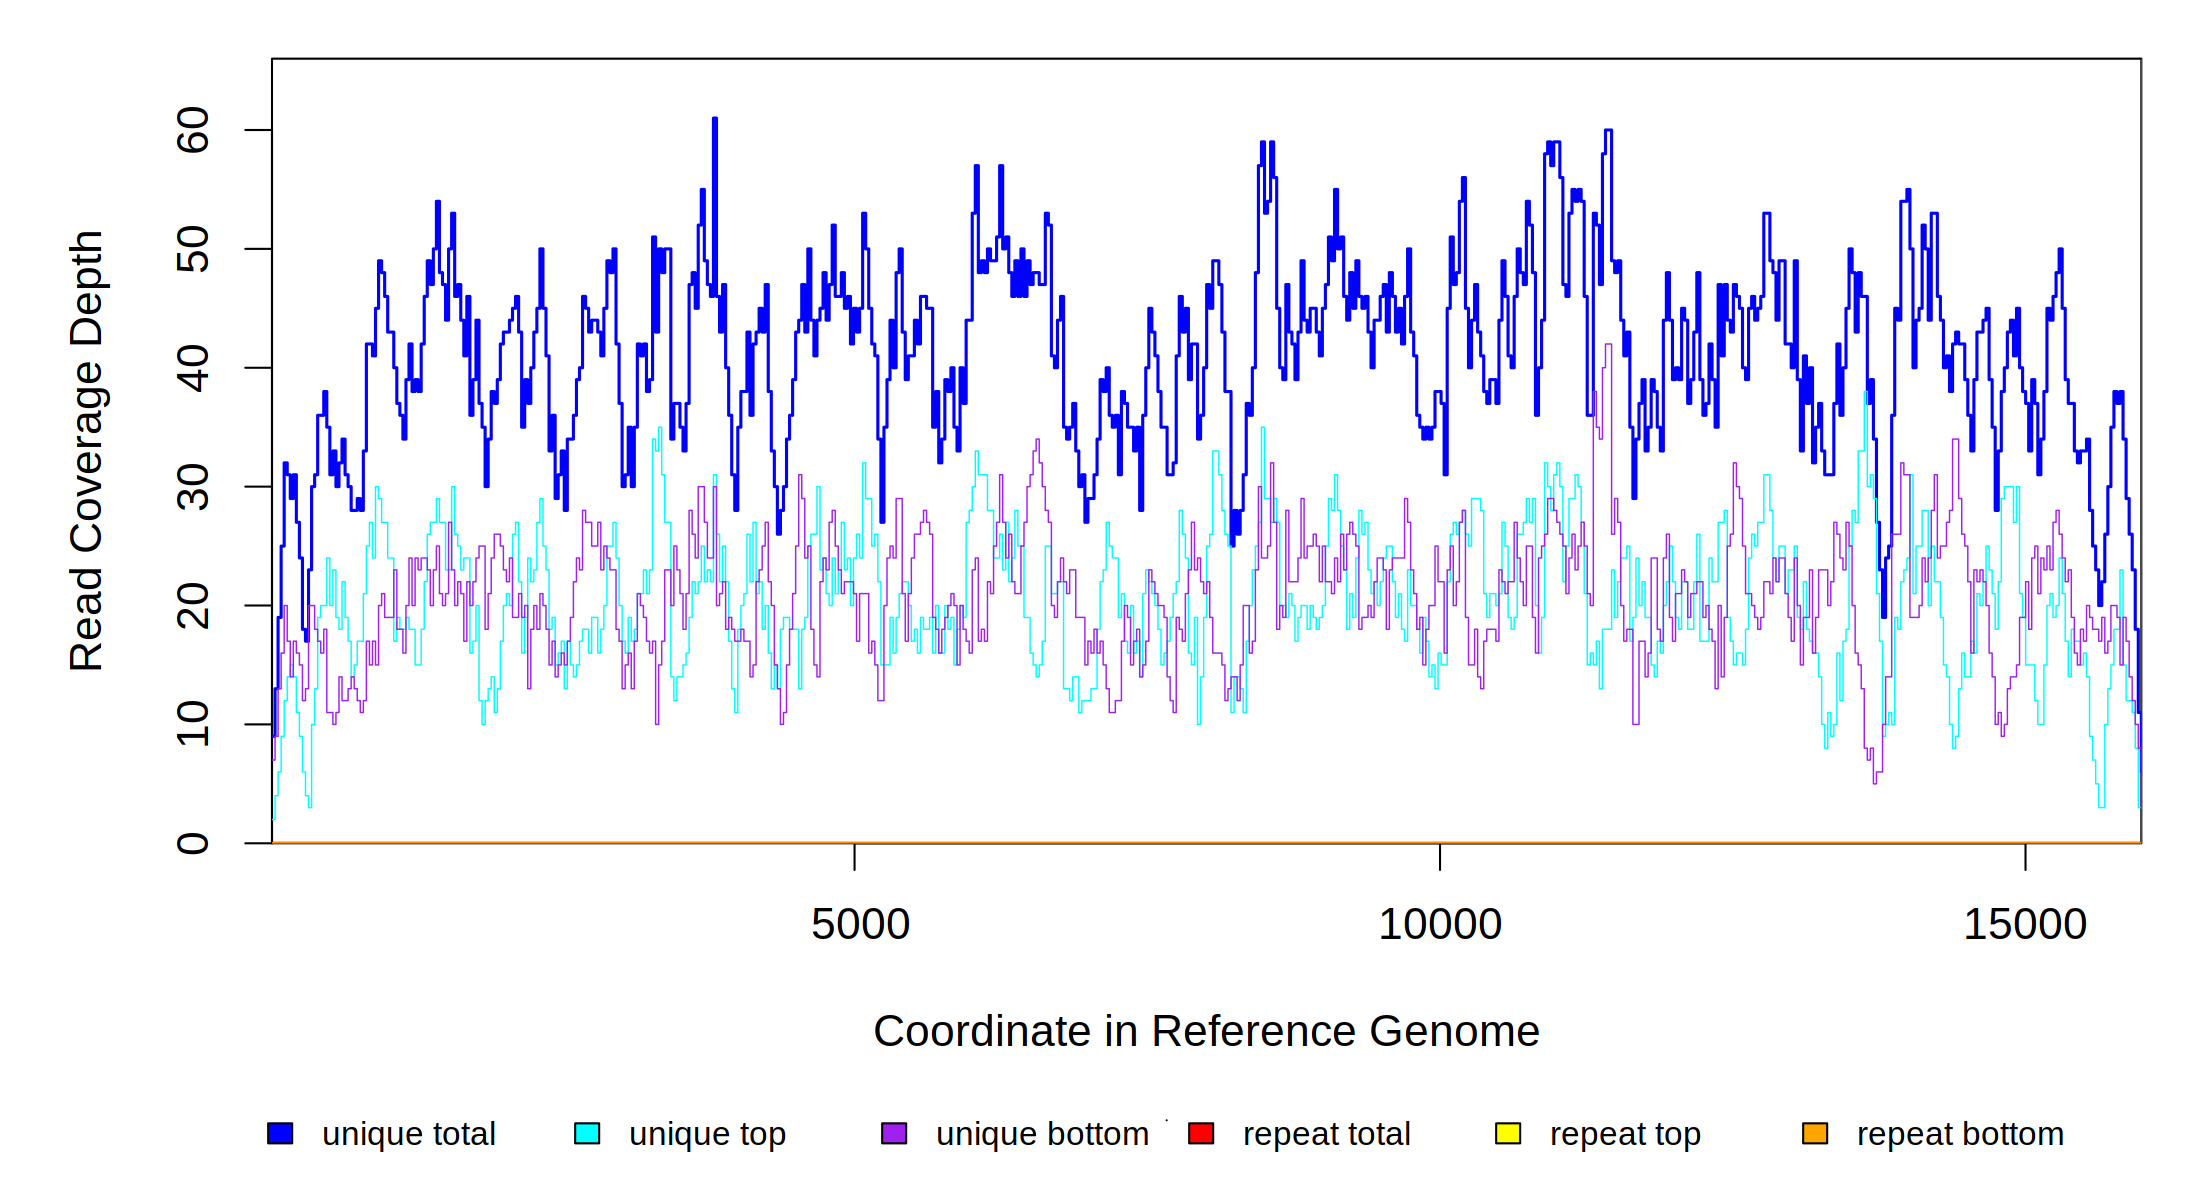 Read Coverage Depth
60
50
40
30
20
10
0
5000 10000 15000
Coordinate in Reference Genome
unique total unique top unique bottom repeat total repeat top repeat bottom